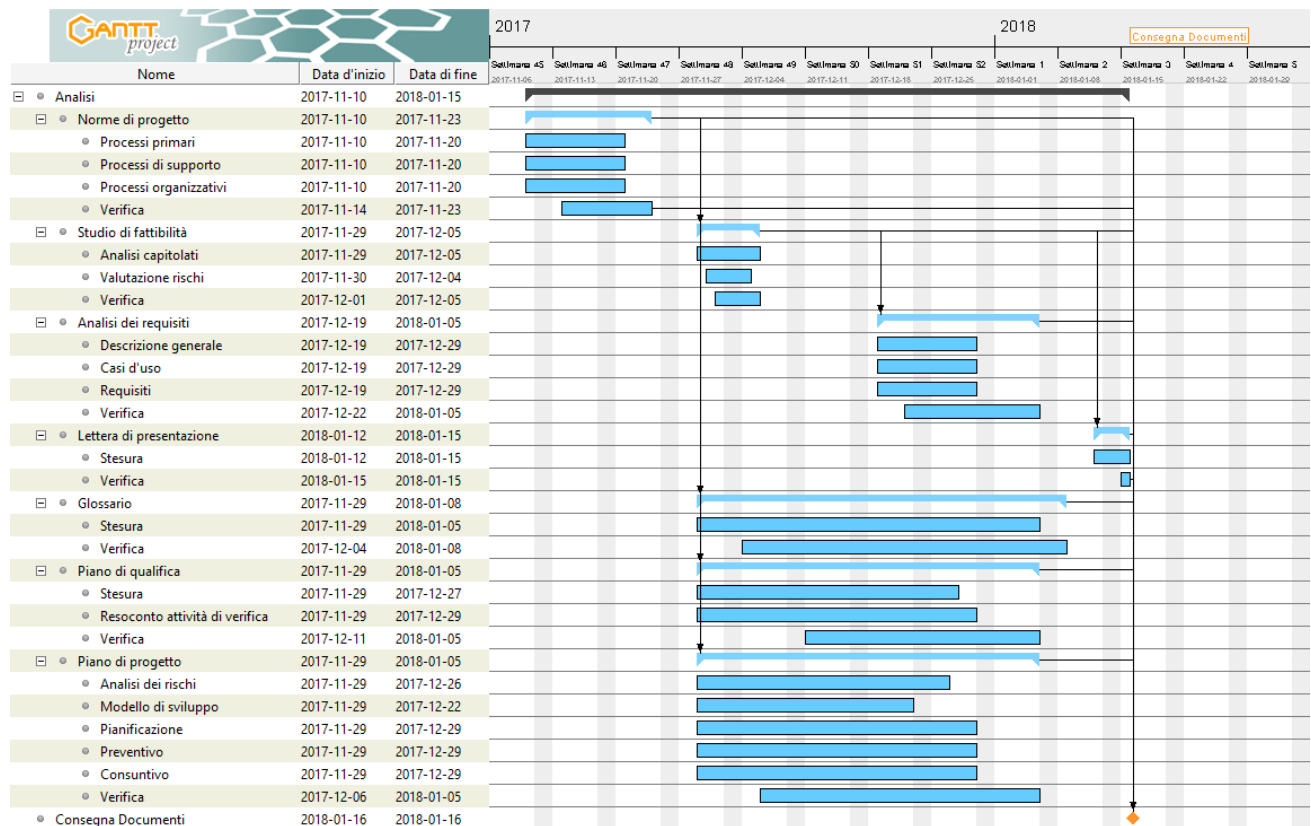 GANTT project
2017 2018
Consegna Documenti
Settimana 45 Settimana 46 Settimana 47 Settimana 48 Settimana 49 Settimana 50 Settimana 51 Settimana 52 Settimana 1 Settimana 2 Settimana 3 Settimana 4 Settimana 5
2017-11-06 2017-11-13 2017-11-20 2017-11-27 2017-12-04 2017-12-11 2017-12-18 2017-12-25 2018-01-01 2018-01-08 2018-01-15 2018-01-22 2018-01-29
Nome Data d'inizio Data di fine
Analisi 2017-11-10 2018-01-15
Norme di progetto 2017-11-10 2017-11-23
Processi primari 2017-11-10 2017-11-20
Processi di supporto 2017-11-10 2017-11-20
Processi organizzativi 2017-11-10 2017-11-20
Verifica 2017-11-14 2017-11-23
Studio di fattibilità 2017-11-29 2017-12-05
Analisi capitolati 2017-11-29 2017-12-05
Valutazione rischi 2017-11-30 2017-12-04
Verifica 2017-12-01 2017-12-05
Analisi dei requisiti 2017-12-19 2018-01-05
Descrizione generale 2017-12-19 2017-12-29
Casi d'uso 2017-12-19 2017-12-29
Requisiti 2017-12-19 2017-12-29
Verifica 2017-12-22 2018-01-05
Lettera di presentazione 2018-01-12 2018-01-15
Stesura 2018-01-12 2018-01-15
Verifica 2018-01-15 2018-01-15
Glossario 2017-11-29 2018-01-08
Stesura 2017-11-29 2018-01-05
Verifica 2017-12-04 2018-01-08
Piano di qualifica 2017-11-29 2018-01-05
Stesura 2017-11-29 2017-12-27
Resoconto attività di verifica 2017-11-29 2017-12-29
Verifica 2017-12-11 2018-01-05
Piano di progetto 2017-11-29 2018-01-05
Analisi dei rischi 2017-11-29 2017-12-26
Modello di sviluppo 2017-11-29 2017-12-22
Pianificazione 2017-11-29 2017-12-29
Preventivo 2017-11-29 2017-12-29
Consuntivo 2017-11-29 2017-12-29
Verifica 2017-12-06 2018-01-05
Consegna Documenti 2018-01-16 2018-01-16